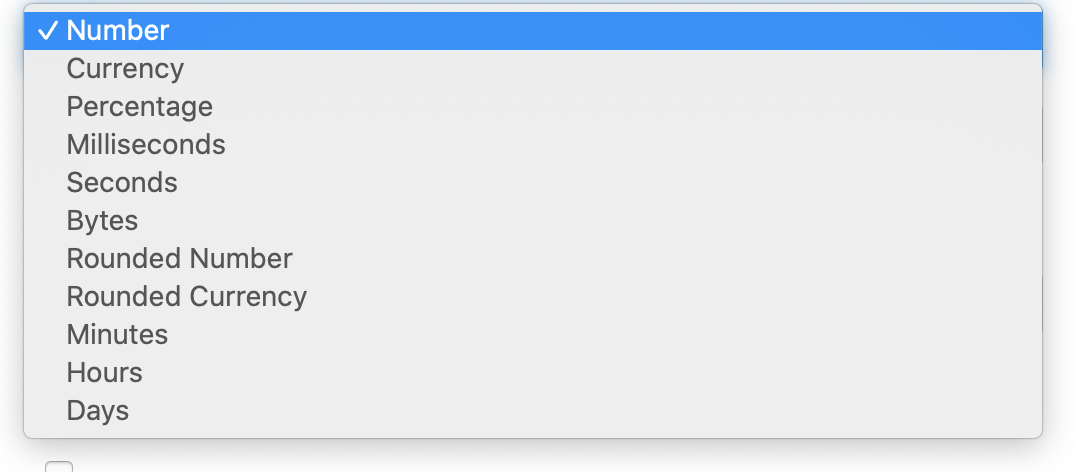 Number
Currency
Percentage
Milliseconds
Seconds
Bytes
Rounded Number
Rounded Currency
Minutes
Hours
Days